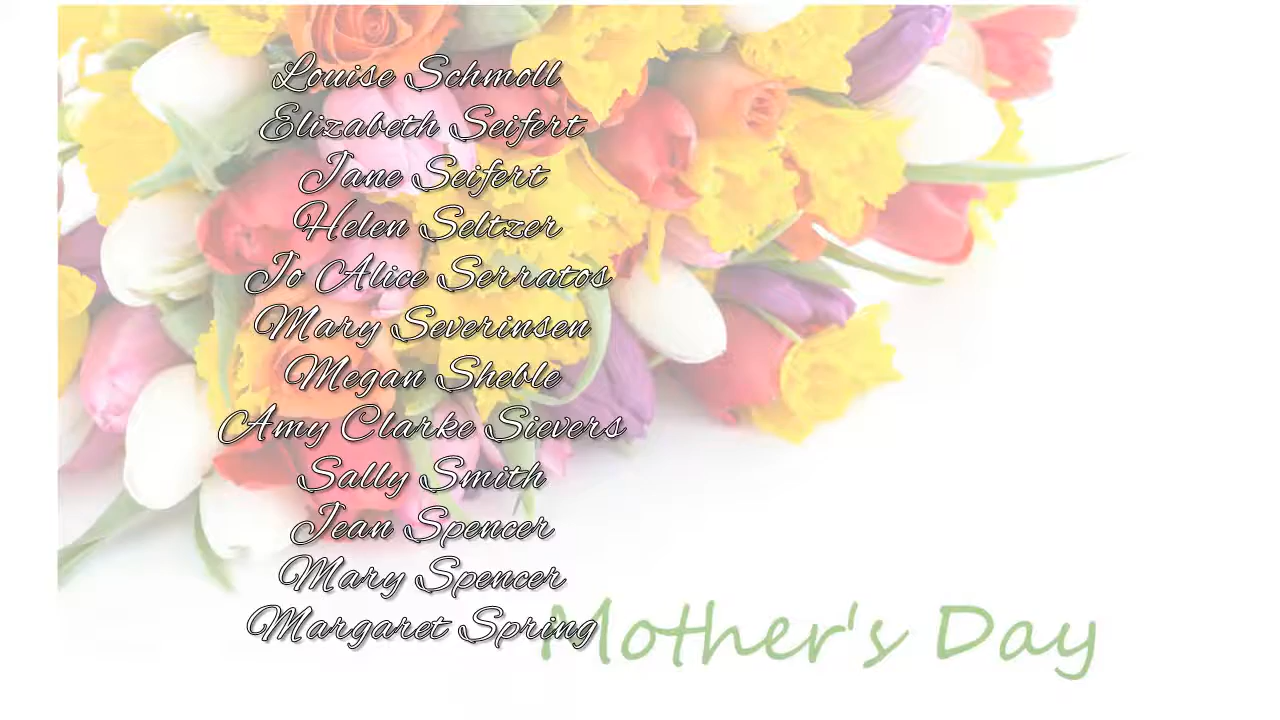 Louise Schmoll
Elizabeth Seifert
Jane Seifert
Helen Seltzer
Jo Alice Serratos
Mary Severinsen
Megan Sheble
Amy Clarke Sievers
Sally Smith
Jean Spencer
Mary Spencer
Margaret Spring
Mother's Day